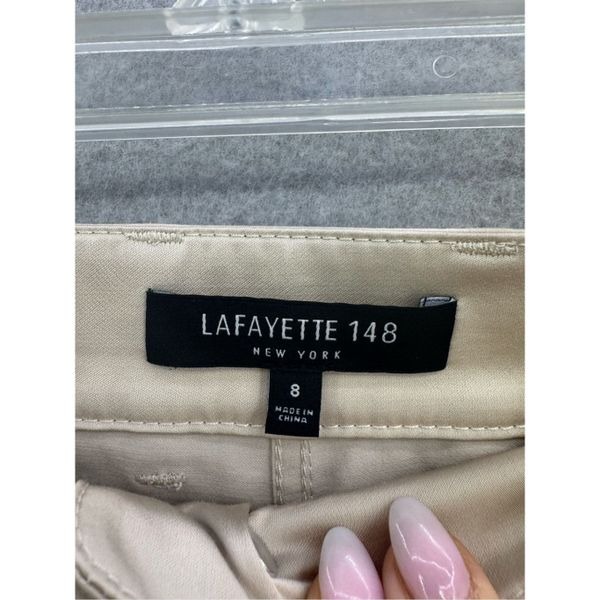 LAFAYETTE 148
NEW YORK
8
MADE IN
CHINA